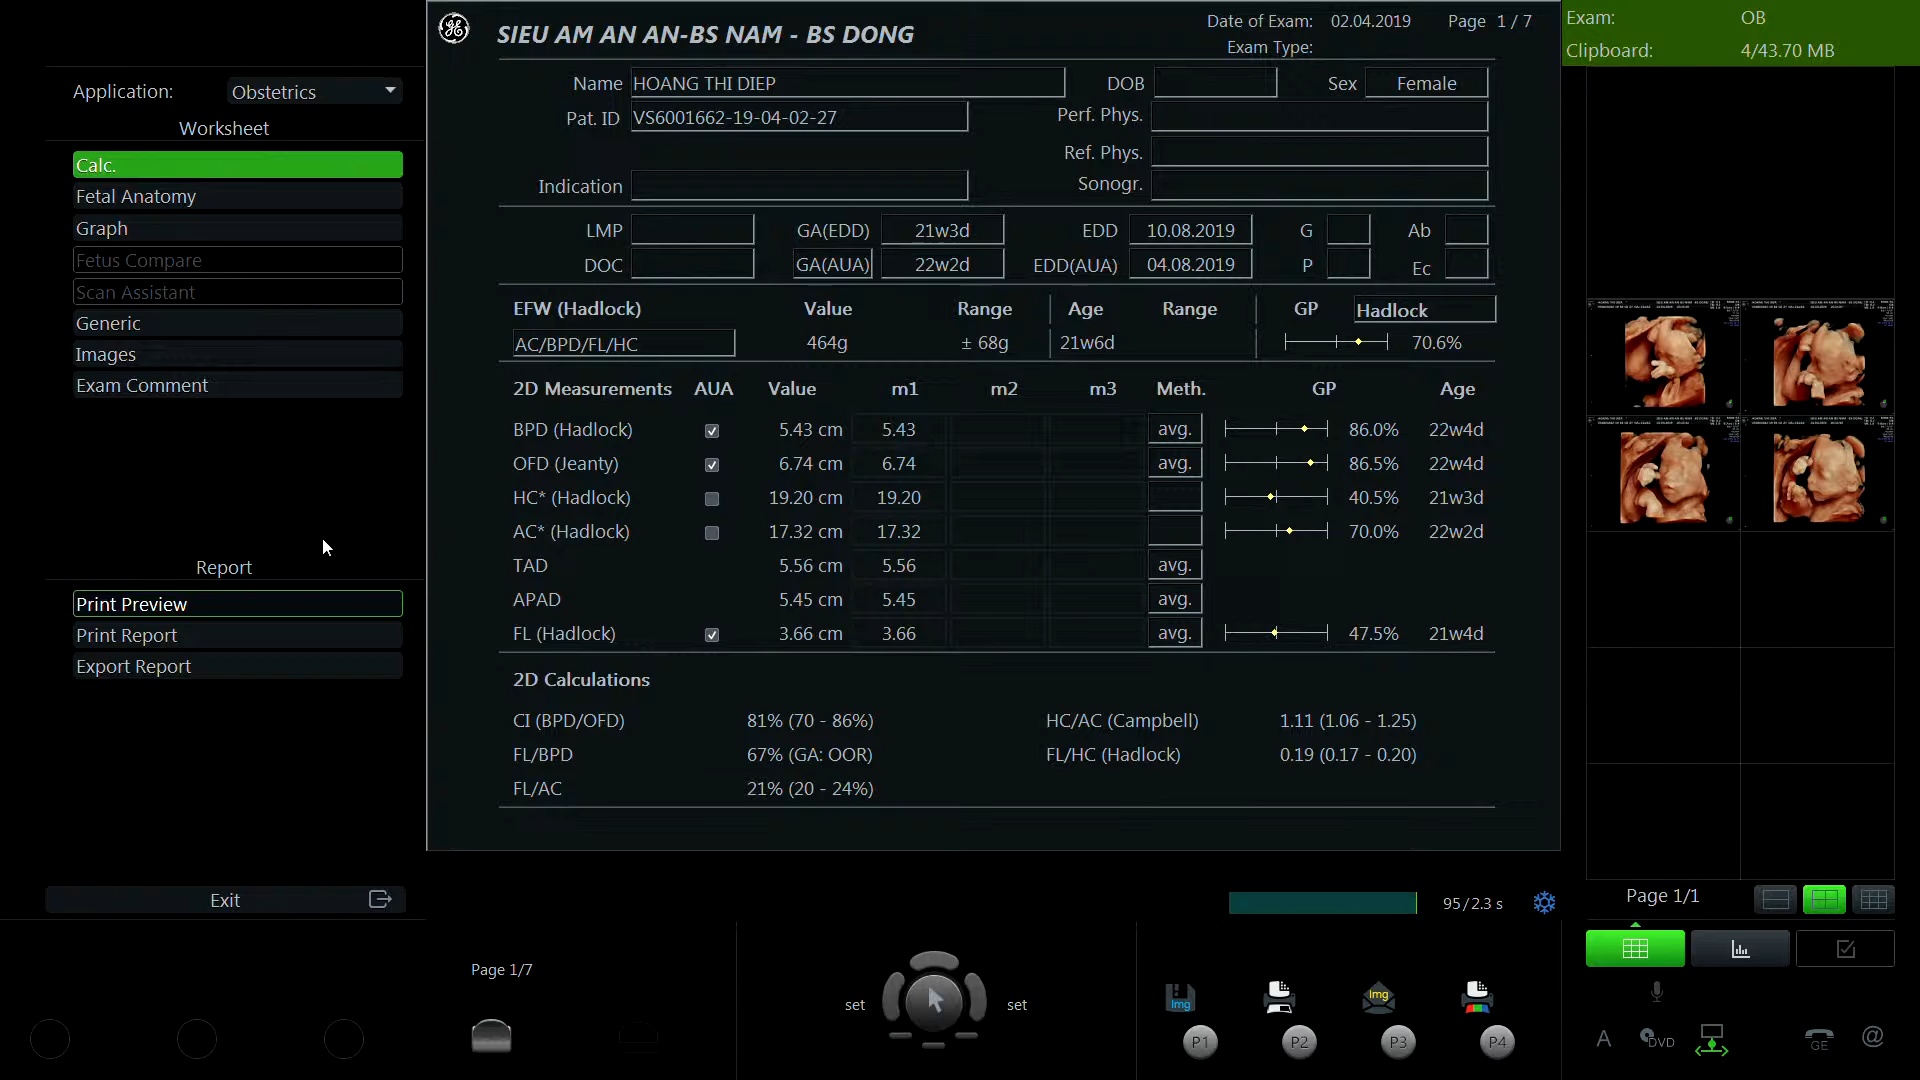 SIEU AM AN AN-BS NAM - BS DONG
Date of Exam: 02.04.2019 Page 1 / 7
Exam Type:
Exam: OB
Clipboard: 4/43.70 MB
Application: Obstetrics
Worksheet
Calc.
Fetal Anatomy
Graph
Fetus Compare
Scan Assistant
Generic
Images
Exam Comment
Report
Print Preview
Print Report
Export Report
Exit
Name HOANG THI DIEP DOB Sex Female
Pat. ID VS6001662-19-04-02-27 Perf. Phys.
Ref. Phys.
Indication Sonogr.
LMP GA(EDD) 21w3d EDD 10.08.2019 G Ab
DOC GA(AUA) 22w2d EDD(AUA) 04.08.2019 P Ec
EFW (Hadlock) Value Range Age Range GP Hadlock
AC/BPD/FL/HC 464g ± 68g 21w6d 70.6%
2D Measurements AUA Value m1 m2 m3 Meth. GP Age
BPD (Hadlock) 5.43 cm 5.43 avg. 86.0% 22w4d
OFD (Jeanty) 6.74 cm 6.74 avg. 86.5% 22w4d
HC* (Hadlock) 19.20 cm 19.20 40.5% 21w3d
AC* (Hadlock) 17.32 cm 17.32 70.0% 22w2d
TAD 5.56 cm 5.56 avg.
APAD 5.45 cm 5.45 avg.
FL (Hadlock) 3.66 cm 3.66 avg. 47.5% 21w4d
2D Calculations
CI (BPD/OFD) 81% (70 - 86%) HC/AC (Campbell) 1.11 (1.06 - 1.25)
FL/BPD 67% (GA: OOR) FL/HC (Hadlock) 0.19 (0.17 - 0.20)
FL/AC 21% (20 - 24%)
95/2.3 s
Page 1/1
Page 1/7
set set
Img Img
P1 P2 P3 P4
A DVD GE @